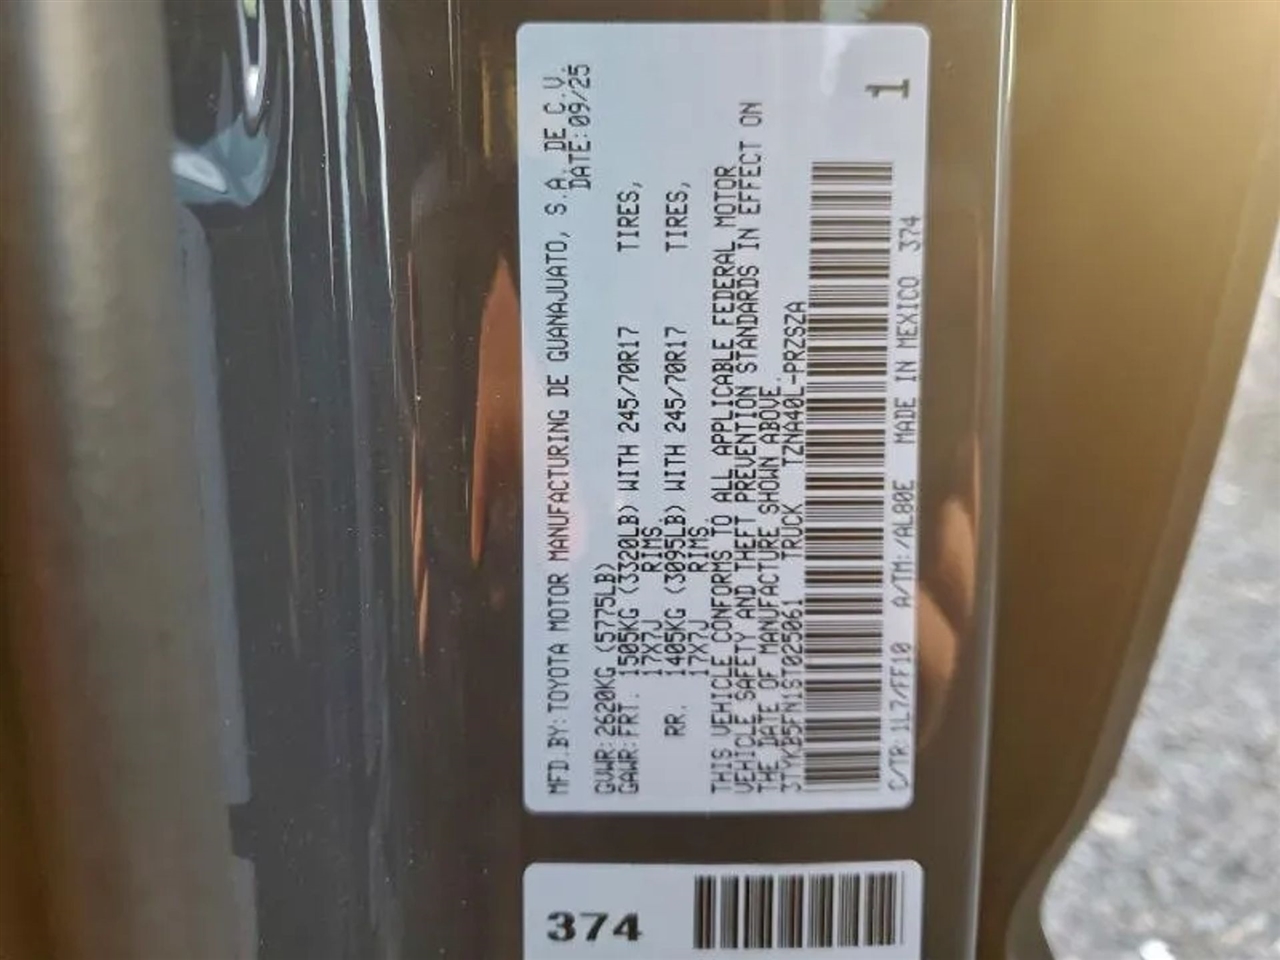 MFD.BY:TOYOTA MOTOR MANUFACTURING DE GUANAJUATO, S.A. DE C.V.
DATE:09/25
GVWR:2620KG (5775LB)
GAWR:FRT. 1505KG (3320LB) WITH 245/70R17 TIRES,
17X7J RIMS.
RR. 1405KG (3095LB) WITH 245/70R17 TIRES,
17X7J RIMS.
THIS VEHICLE CONFORMS TO ALL APPLICABLE FEDERAL MOTOR
VEHICLE SAFETY AND THEFT PREVENTION STANDARDS IN EFFECT ON
THE DATE OF MANUFACTURE SHOWN ABOVE.
3TYKB5FN1ST025061 TRUCK TZNA40L-PRZSZA
1
C/TR:1L7/FF10 A/TM:/AL00E MADE IN MEXICO 374
374